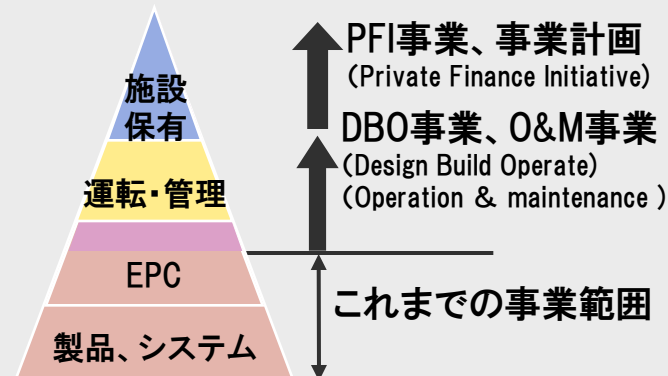 施設
保有
運転・管理
EPC
製品、システム
PFI事業、事業計画
(Private Finance Initiative)
DBO事業、O&M事業
(Design Build Operate)
(Operation & maintenance )
これまでの事業範囲